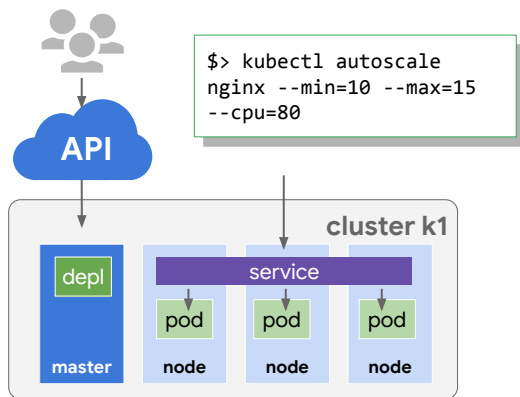 $> kubectl autoscale
nginx --min=10 --max=15
--cpu=80
API
cluster k1
depl
service
pod
pod
pod
master
node
node
node